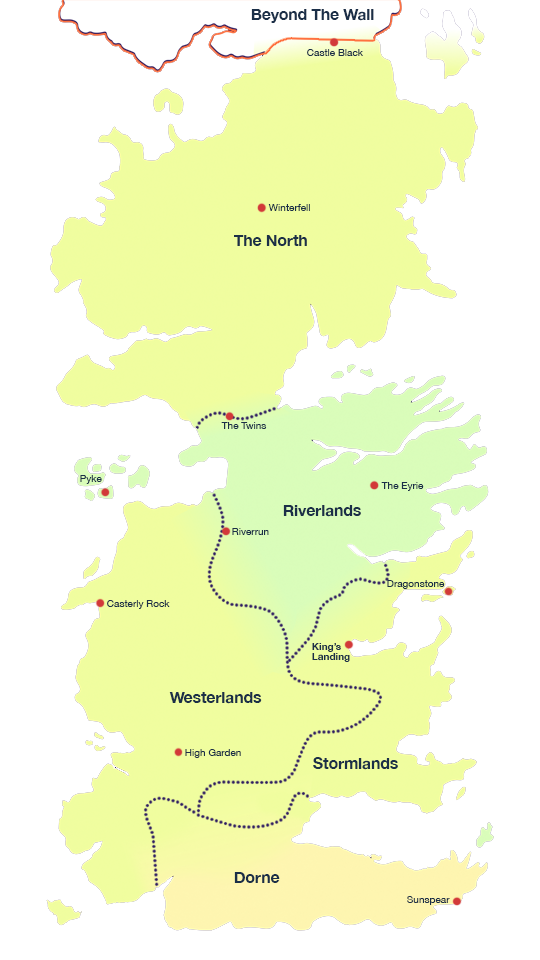 Beyond The Wall
Castle Black
Winterfell
The North
The Twins
Pyke
The Eyrie
Riverlands
Riverrun
Dragonstone
Casterly Rock
King's
Landing
Westerlands
High Garden
Stormlands
Dorne
Sunspear